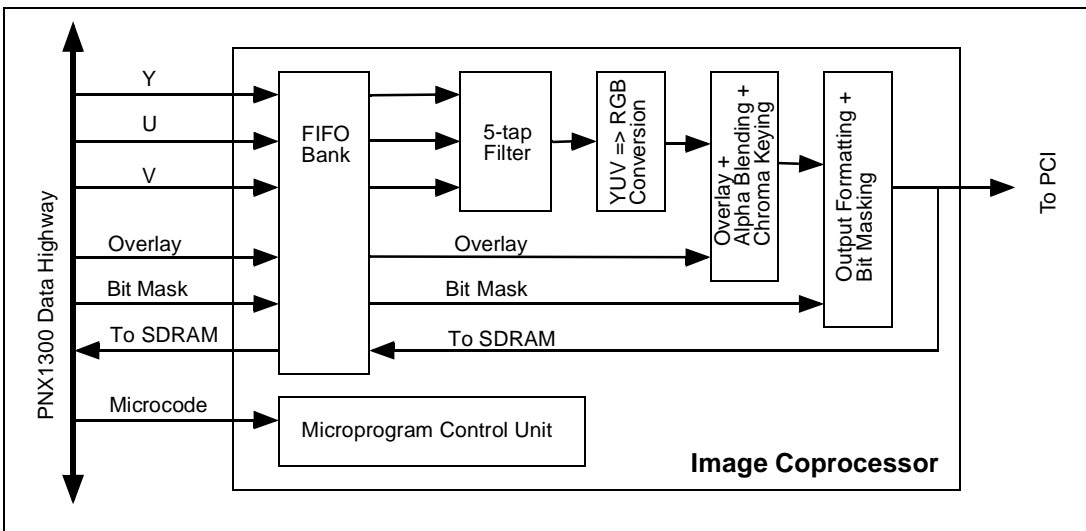 PNX1300 Data Highway
Y
U
V
Overlay
Bit Mask
To SDRAM
Microcode
FIFO
Bank
5-tap
Filter
YUV => RGB
Conversion
Overlay +
Alpha Blending +
Chroma Keying
Output Formatting +
Bit Masking
To PCI
Overlay
Bit Mask
To SDRAM
Microprogram Control Unit
Image Coprocessor